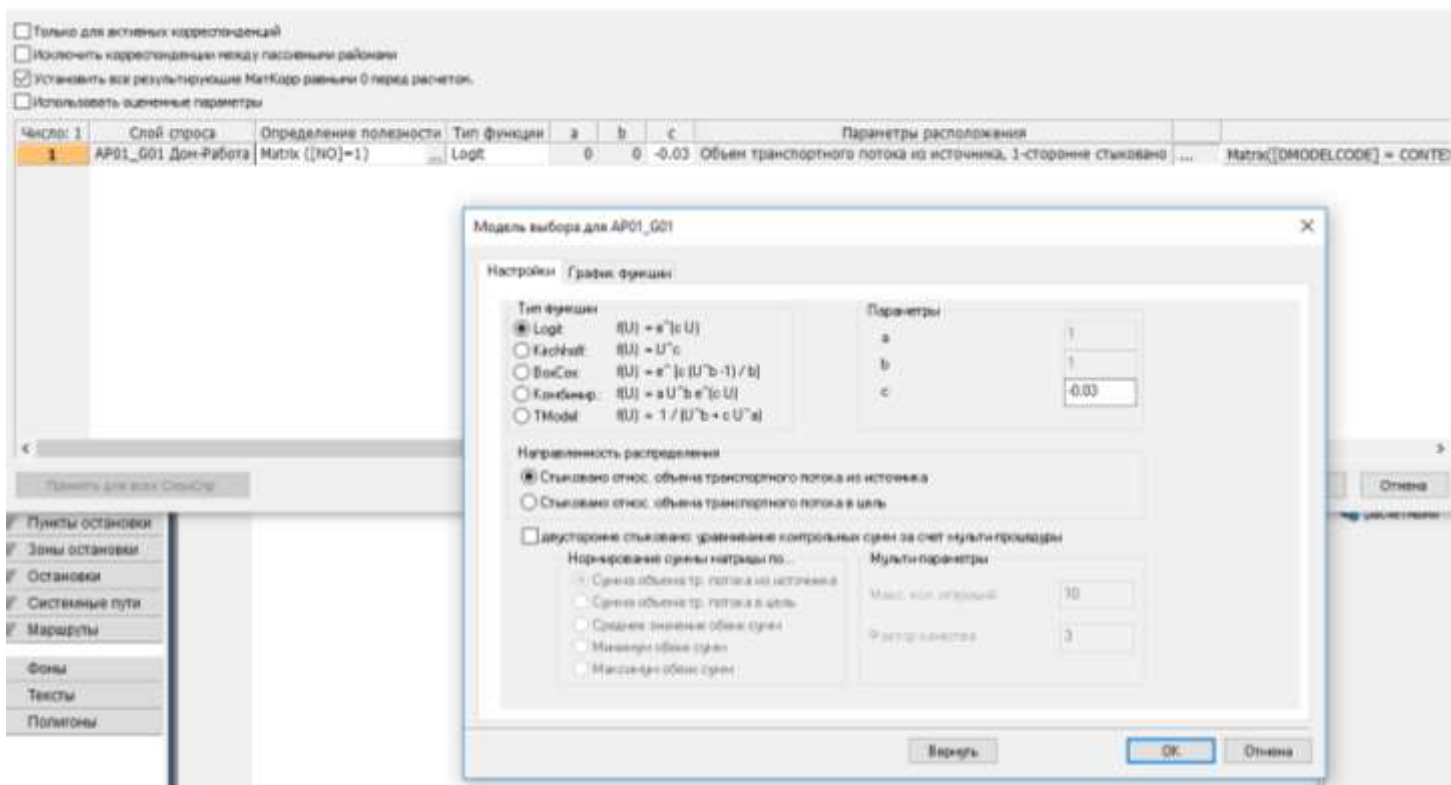 Только для активных корреспонденций
Исключить корреспонденции между пассивными районами
Установить все результирующие МатКорр равными 0 перед расчетом.
Использовать оцененные параметры
Число: 1 Слой спроса Определение полезности Тип функции a b c Параметры расположения
1 AP01_G01 Дом-Работа Matrix ([NO]=1) ... Logit 0 0 -0.03 Объем транспортного потока из источника, 1-сторонне стыковано ... Matrix([DMODELCODE] = CONTE
Модель выбора для AP01_G01
Настройки График функции
Тип функции
Logit f(U) = e^(c U)
Kirchhoff: f(U) = U^c
BoxCox: f(U) = e^ [c (U^b -1) / b]
Комбинир.: f(U) = a U^b e^(c U)
TModel f(U) = 1 / (U^b + c U^a)
Параметры
a 1
b 1
c -0.03
Направленность распределения
Стыковано относ. объема транспортного потока из источника
Стыковано относ. объема транспортного потока в цель
двусторонне стыковано: уравнивание контрольных сумм за счет мульти-процедуры
Нормирование суммы матрицы по...
Сумма объема тр. потока из источника
Сумма объема тр. потока в цель
Среднее значение обеих сумм
Минимум обеих сумм
Максимум обеих сумм
Мульти-параметры
Макс. кол. итераций 10
Фактор качества 3
Вернуть OK Отмена
Принять для всех СлояСпр
Отмена
Пункты остановки
Зоны остановки
Остановки
Системные пути
Маршруты
Фоны
Тексты
Полигоны